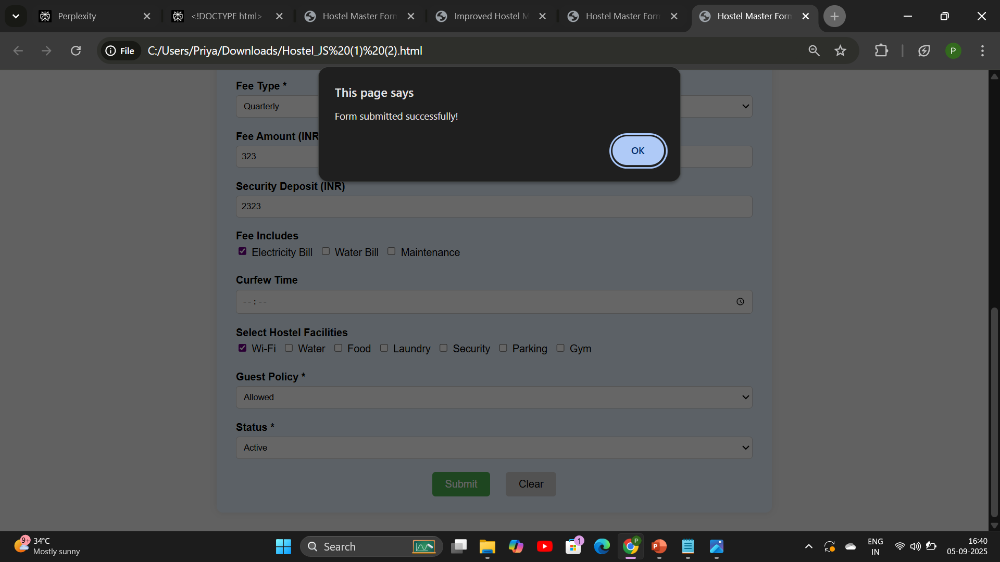 Perplexity
<!DOCTYPE html>
Hostel Master Forn
Improved Hostel M
Hostel Master Forn
Hostel Master Forn
File
C:/Users/Priya/Downloads/Hostel_JS%20(1)%20(2).html
P
This page says
Form submitted successfully!
OK
Fee Type *
Quarterly
Fee Amount (INR
323
Security Deposit (INR)
2323
Fee Includes
Electricity Bill Water Bill Maintenance
Curfew Time
--:--
Select Hostel Facilities
Wi-Fi Water Food Laundry Security Parking Gym
Guest Policy *
Allowed
Status *
Active
Submit Clear
9+
34°C
Mostly sunny
Search
1
P
P
ENG
IN
16:40
05-09-2025